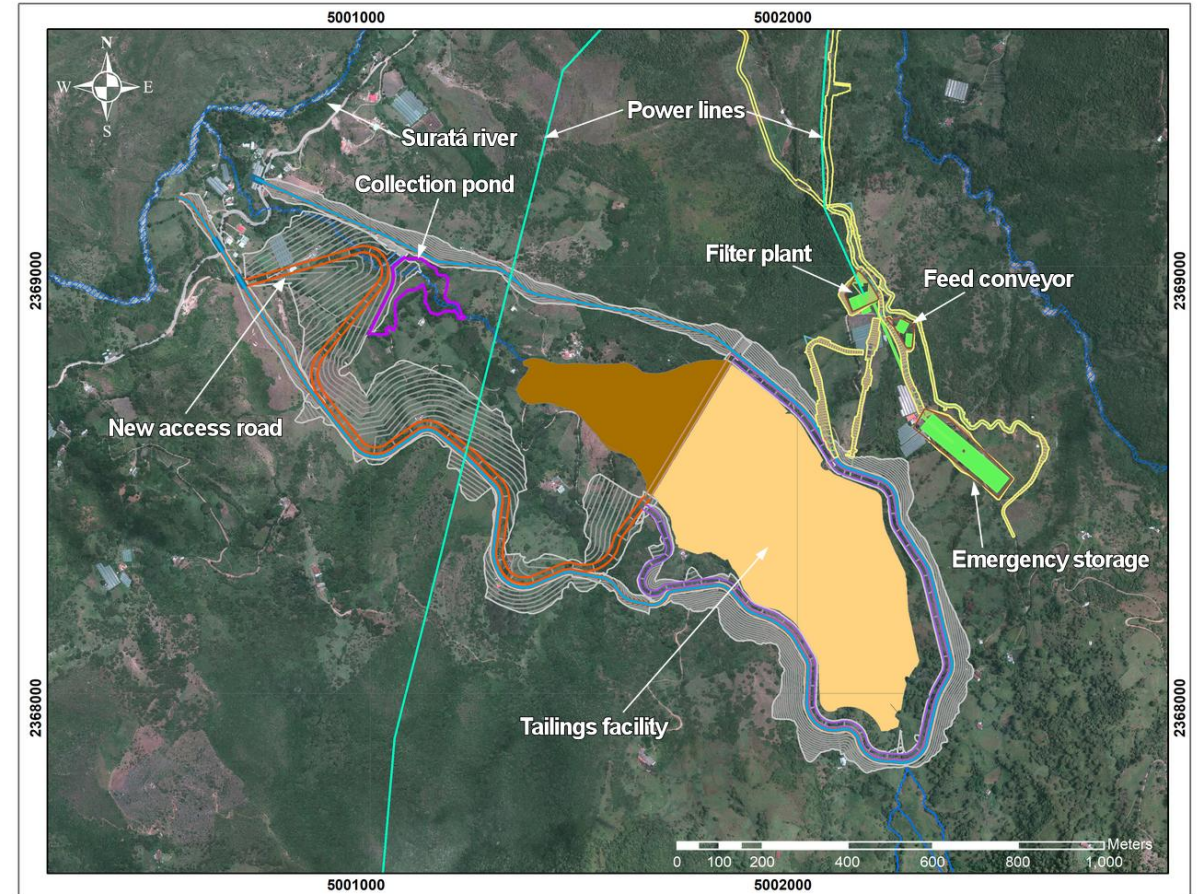 5001000
5002000
N
W
E
S
Power lines
Suratá river
Collection pond
2369000
2369000
Filter plant
Feed conveyor
New access road
Emergency storage
2368000
2368000
Tailings facility
Meters
0 100 200 400 600 800 1,000
5001000
5002000